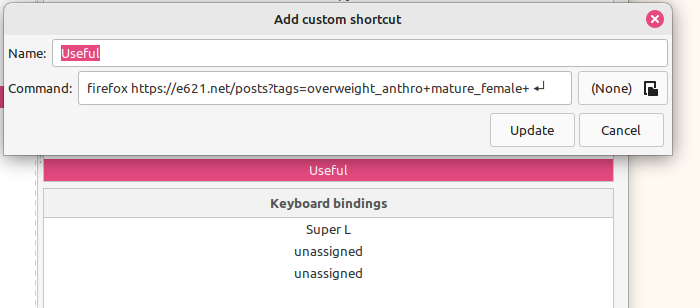 Add custom shortcut
Name: Useful
Command: firefox https://e621.net/posts?tags=overweight_anthro+mature_female+ ↲ (None)
Update Cancel
Useful
Keyboard bindings
Super L
unassigned
unassigned